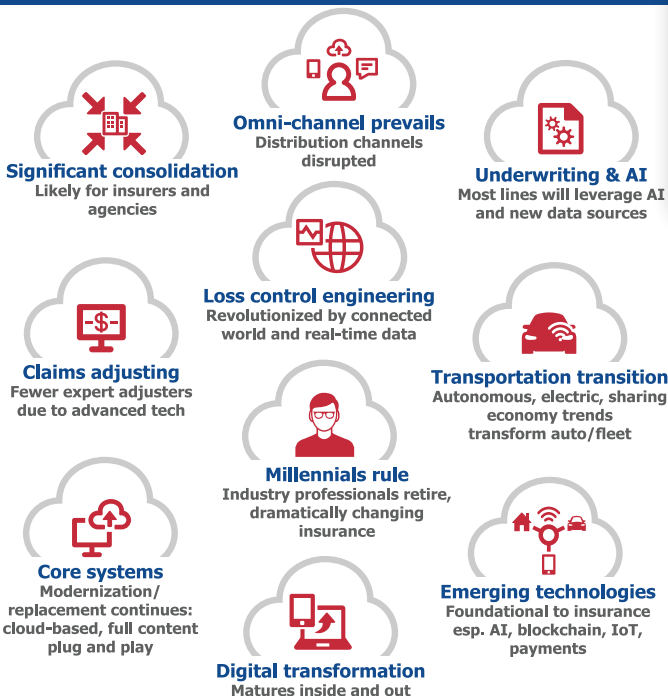 Omni-channel prevails
Distribution channels
disrupted
Significant consolidation
Likely for insurers and
agencies
Underwriting & AI
Most lines will leverage AI
and new data sources
Loss control engineering
Revolutionized by connected
world and real-time data
-$-
Claims adjusting
Fewer expert adjusters
due to advanced tech
Transportation transition
Autonomous, electric, sharing
economy trends
transform auto/fleet
Millennials rule
Industry professionals retire,
dramatically changing
insurance
Core systems
Modernization/
replacement continues:
cloud-based, full content
plug and play
Emerging technologies
Foundational to insurance
esp. AI, blockchain, IoT,
payments
Digital transformation
Matures inside and out